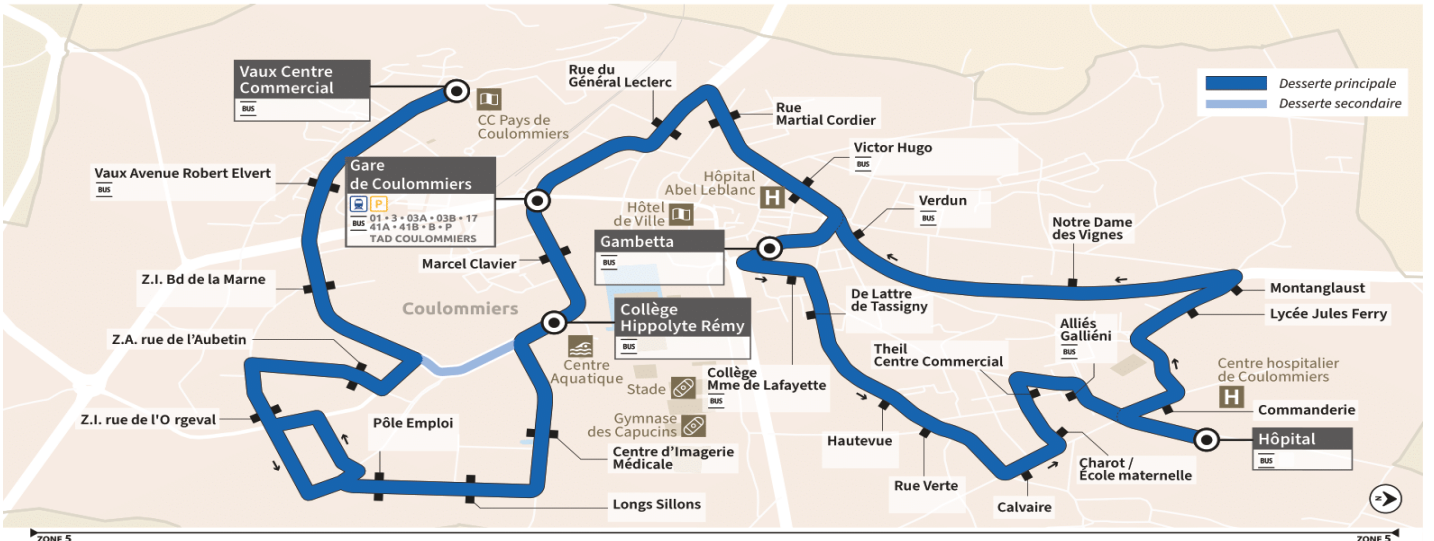 Vaux Centre
Commercial
BUS
CC Pays de
Coulommiers
Rue du
Général Leclerc
Rue
Martial Cordier
Desserte principale
Desserte secondaire
Vaux Avenue Robert Elvert
BUS
Gare
de Coulommiers
P
BUS
01 • 3 • 03A • 03B • 17
41A • 41B • B • P
TAD COULOMMIERS
Victor Hugo
BUS
Hôpital
Abel Leblanc
H
Hôtel
de Ville
Verdun
BUS
Gambetta
BUS
Notre Dame
des Vignes
Marcel Clavier
Z.I. Bd de la Marne
Coulommiers
Collège
Hippolyte Rémy
BUS
De Lattre
de Tassigny
Montanglaust
Lycée Jules Ferry
Alliés
Galliéni
BUS
Z.A. rue de l'Aubetin
Theil
Centre Commercial
Centre
Aquatique
Stade
Collège
Mme de Lafayette
BUS
Centre hospitalier
de Coulommiers
H
Commanderie
Z.I. rue de l'O rgeval
Pôle Emploi
Gymnase
des Capucins
Hautevue
Hôpital
BUS
Centre d'Imagerie
Médicale
Charot /
École maternelle
Rue Verte
Longs Sillons
Calvaire
N
ZONE 5
ZONE 5